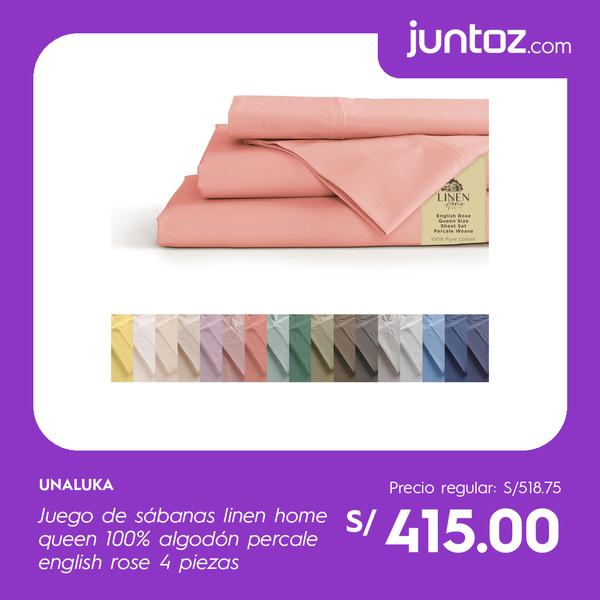 juntoz.com
LINEN
Home
English Rose
Queen Size
Sheet Set
Percale Weave
100% Pure Cotton
UNALUKA
Juego de sábanas linen home
queen 100% algodón percale
english rose 4 piezas
Precio regular: S/518.75
S/ 415.00